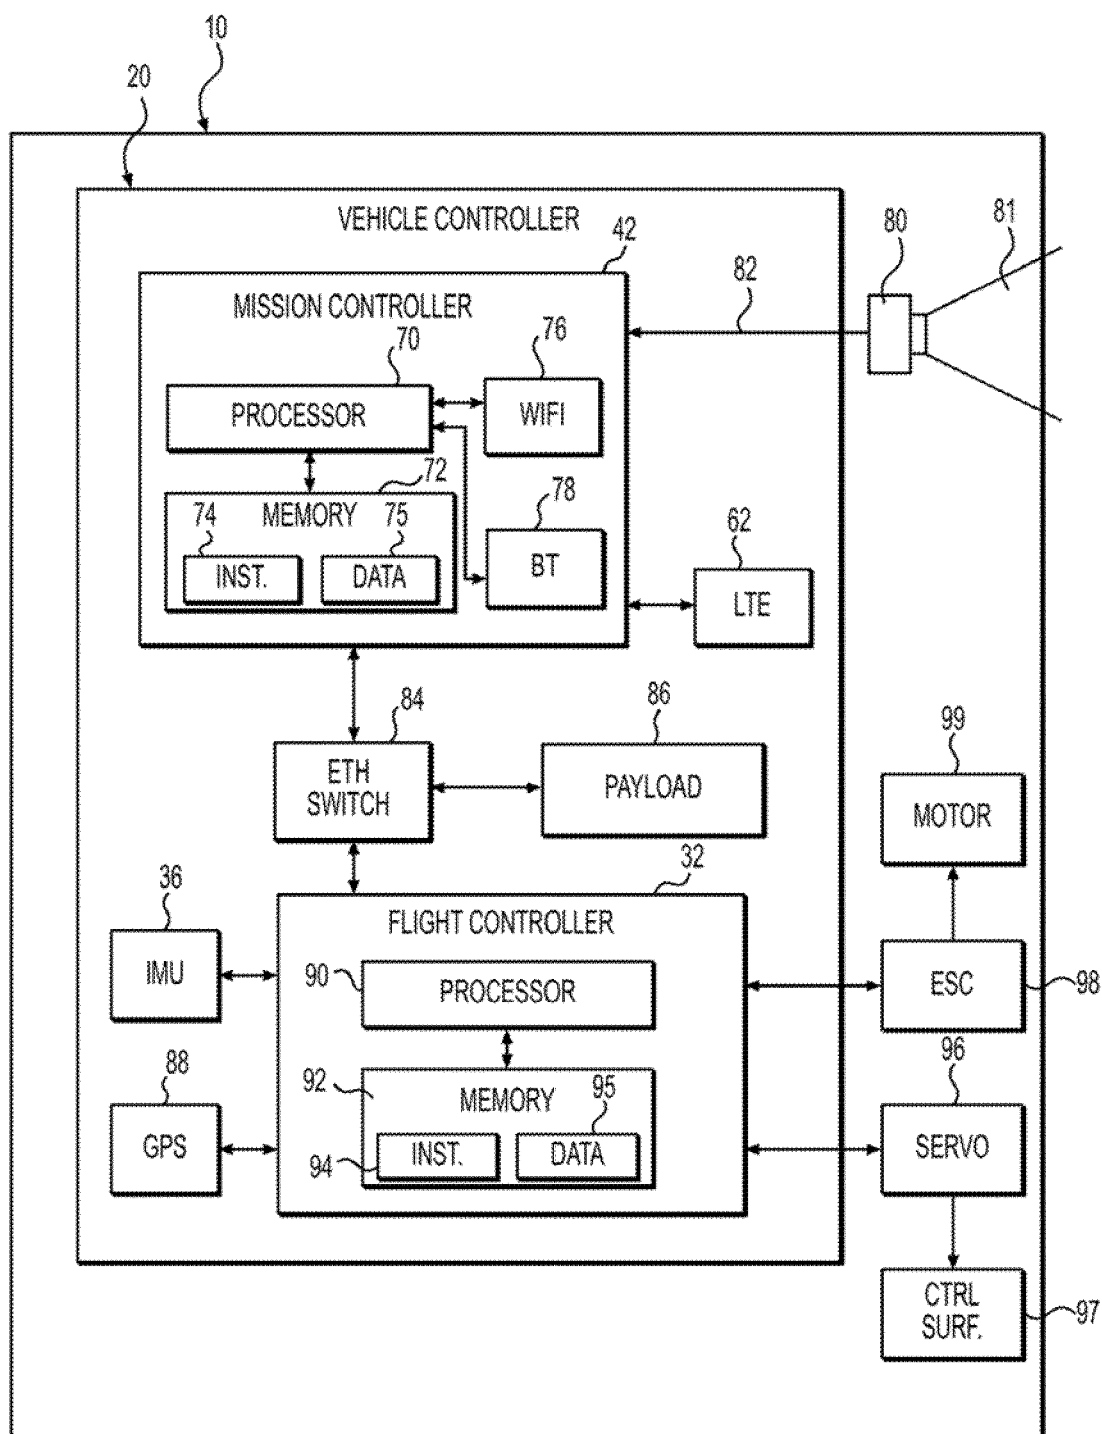 10
20
VEHICLE CONTROLLER
42
80
81
MISSION CONTROLLER
82
70
76
PROCESSOR
WIFI
72
78
MEMORY
74
75
62
INST.
DATA
BT
LTE
84
86
99
ETH
SWITCH
PAYLOAD
MOTOR
32
36
FLIGHT CONTROLLER
IMU
90
PROCESSOR
ESC
98
88
92
MEMORY
95
96
GPS
94
INST.
DATA
SERVO
CTRL
SURF.
97